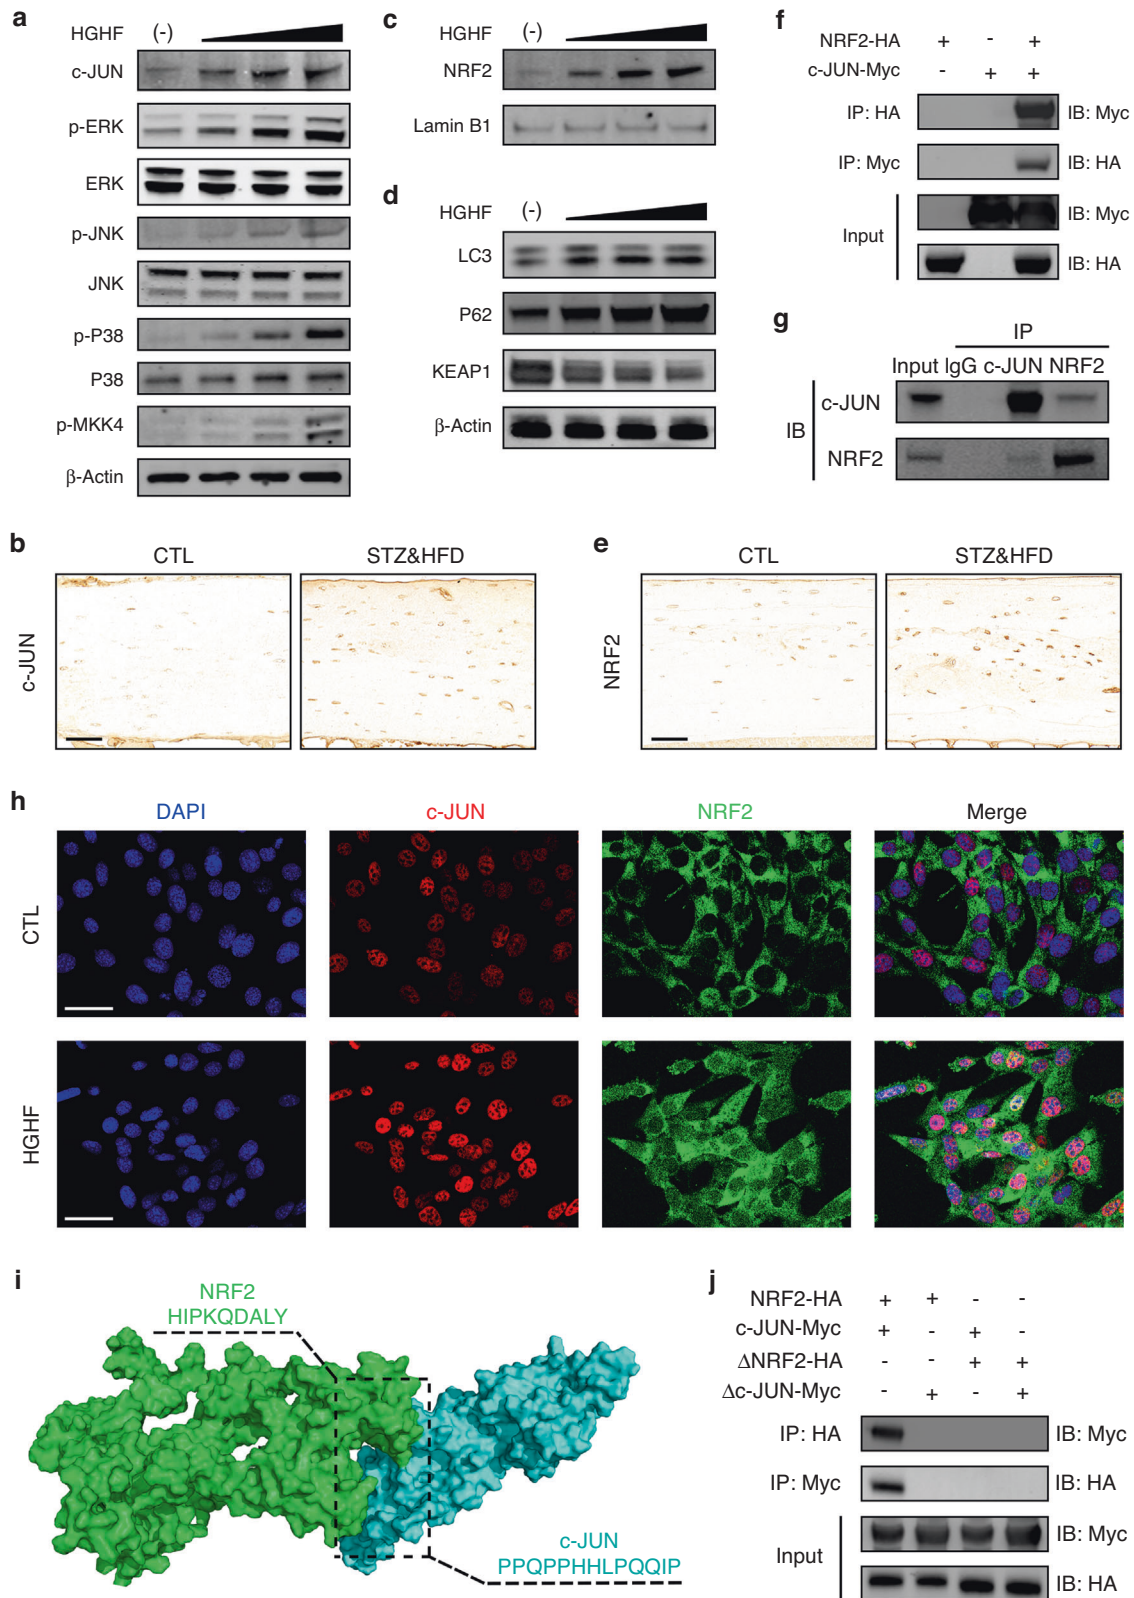 a
HGHF (-)
c-JUN
p-ERK
ERK
p-JNK
JNK
p-P38
P38
p-MKK4
β-Actin
c
HGHF (-)
NRF2
Lamin B1
d
HGHF (-)
LC3
P62
KEAP1
β-Actin
f
NRF2-HA + - +
c-JUN-Myc - + +
IP: HA IB: Myc
IP: Myc IB: HA
Input
IB: Myc
IB: HA
g
IP
Input IgG c-JUN NRF2
IB
c-JUN
NRF2
b
CTL STZ&HFD
c-JUN
e
CTL STZ&HFD
NRF2
h
DAPI c-JUN NRF2 Merge
CTL
HGHF
i
NRF2
HIPKQDALY
c-JUN
PPQPPHHLPQQIP
j
NRF2-HA + + - -
c-JUN-Myc + - + -
ΔNRF2-HA - - + +
Δc-JUN-Myc - + - +
IP: HA IB: Myc
IP: Myc IB: HA
Input
IB: Myc
IB: HA